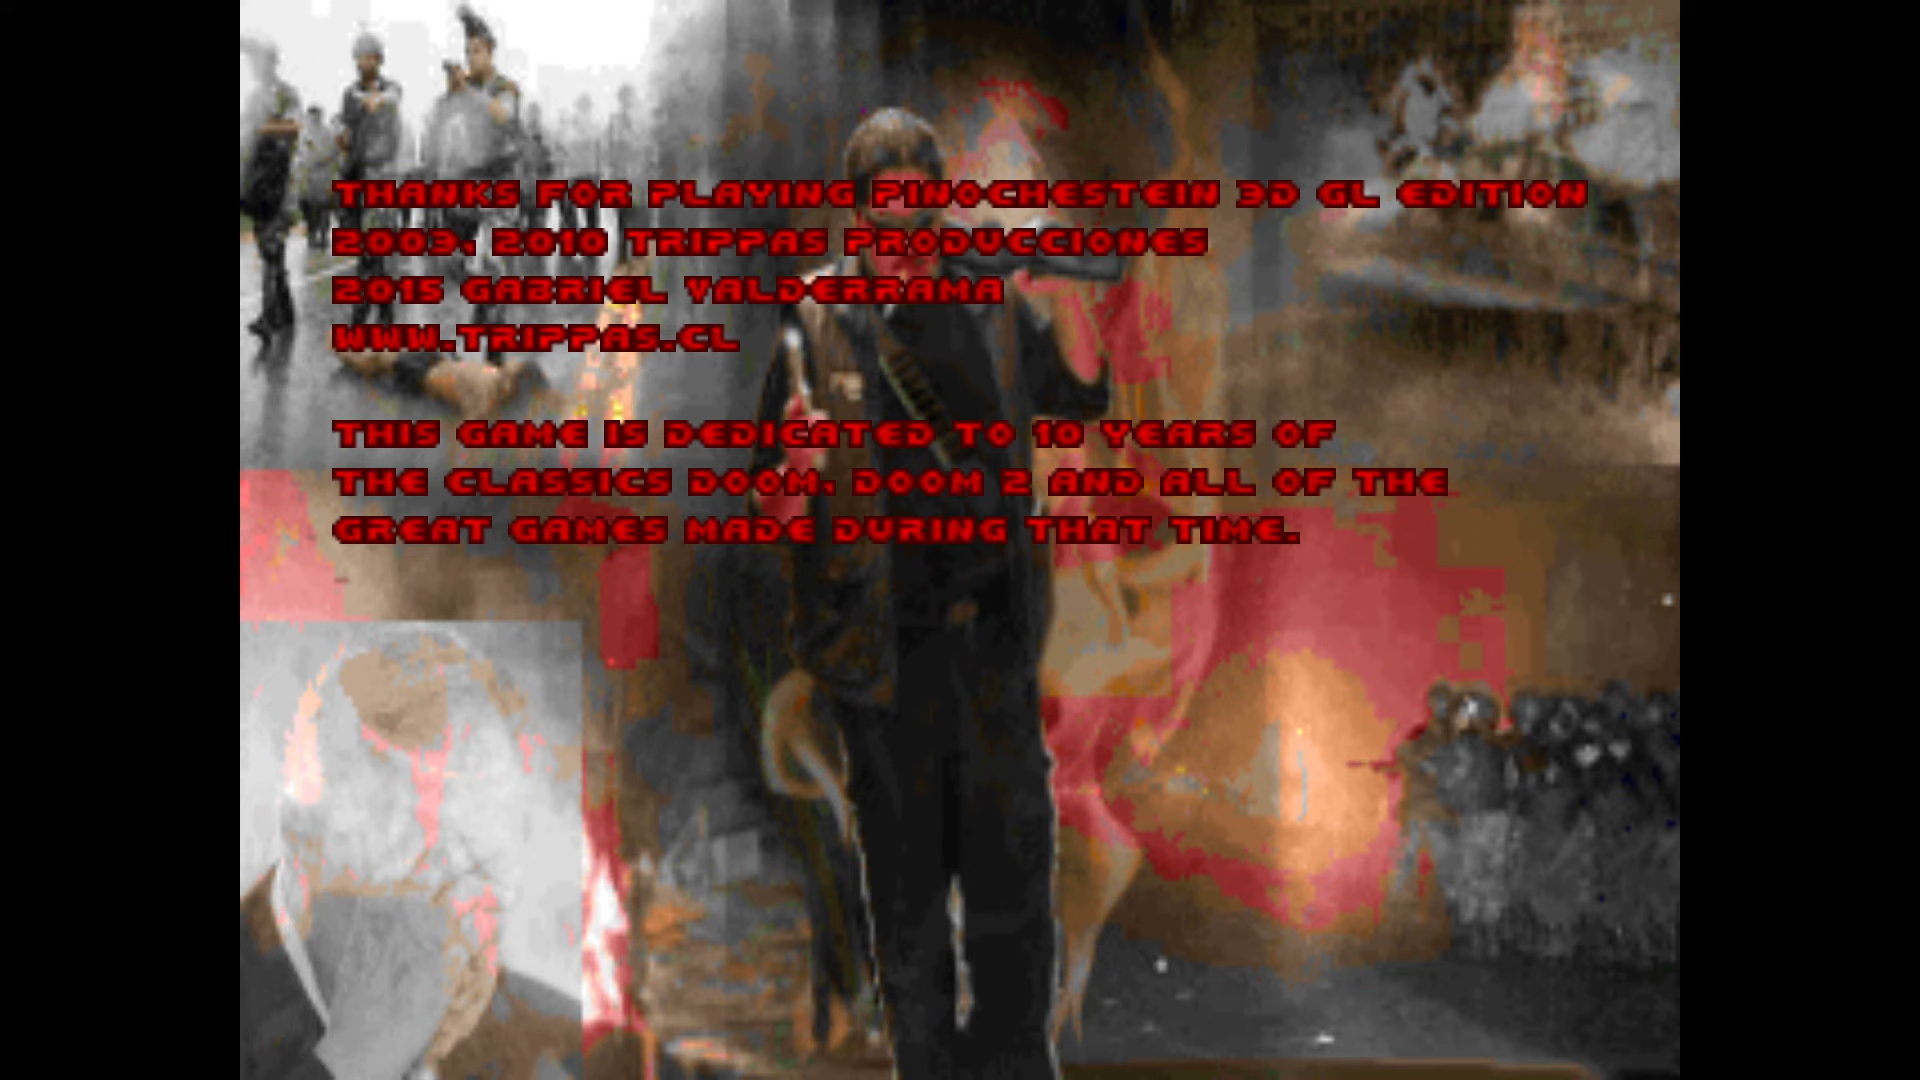 THANKS FOR PLAYING PINOCHESTEIN 3D GL EDITION
2003, 2010 TRIPPAS PRODUCCIONES
2015 GABRIEL VALDERRAMA
WWW.TRIPPAS.CL
THIS GAME IS DEDICATED TO 10 YEARS OF
THE CLASSICS DOOM, DOOM 2 AND ALL OF THE
GREAT GAMES MADE DURING THAT TIME.